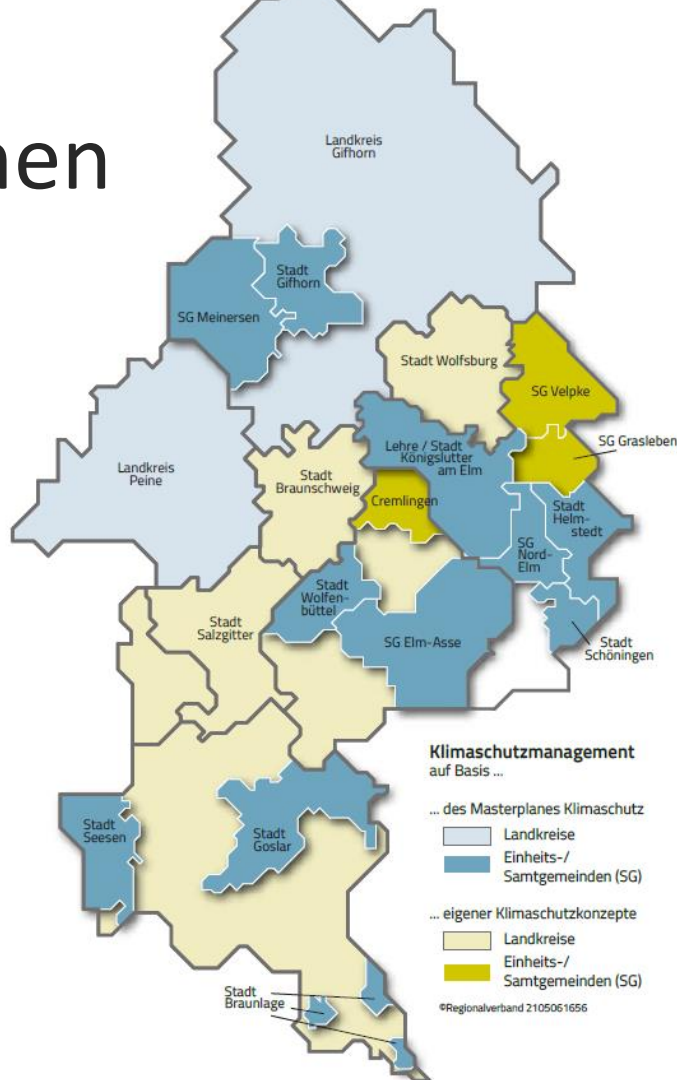 nen
Landkreis
Gifhorn
Stadt
Gifhorn
SG Meinersen
Stadt Wolfsburg
SG Velpke
SG Grasleben
Lehre / Stadt
Königslutter
am Elm
Landkreis
Peine
Stadt
Braunschweig
Cremlingen
Stadt
Helm-
stedt
SG
Nord-
Elm
Stadt
Wolfen-
büttel
Stadt
Salzgitter
SG Elm-Asse
Stadt
Schöningen
Klimaschutzmanagement
auf Basis ...
... des Masterplanes Klimaschutz
Landkreise
Einheits-/
Samtgemeinden (SG)
... eigener Klimaschutzkonzepte
Landkreise
Einheits-/
Samtgemeinden (SG)
©Regionalverband 2105061656
Stadt
Seesen
Stadt
Goslar
Stadt
Braunlage